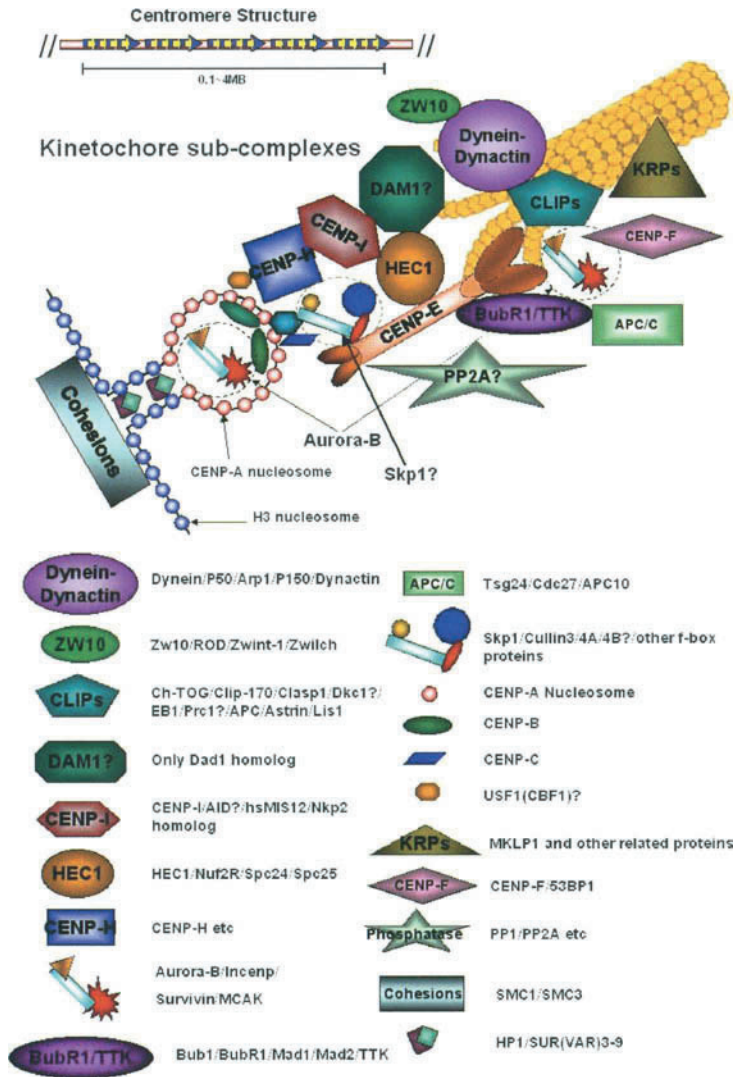 Centromere Structure
// //
0.1~4MB
Kinetochore sub-complexes
ZW10
Dynein-
Dynactin
KRPs
DAM1?
CLIPs
CENP-I
CENP-F
CENP-H
HEC1
CENP-E
BubR1/TTK
APC/C
PP2A?
Cohesions
Aurora-B
CENP-A nucleosome
Skp1?
H3 nucleosome
Dynein-
Dynactin
Dynein/P50/Arp1/P150/Dynactin
ZW10
Zw10/ROD/Zwint-1/Zwilch
CLIPs
Ch-TOG/Clip-170/Clasp1/Dkc1?/
EB1/Prc1?/APC/Astrin/Lis1
DAM1?
Only Dad1 homolog
CENP-I
CENP-I/AID?/hsMIS12/Nkp2
homolog
HEC1
HEC1/Nuf2R/Spc24/Spc25
CENP-H
CENP-H etc
Aurora-B/Incenp/
Survivin/MCAK
BubR1/TTK
Bub1/BubR1/Mad1/Mad2/TTK
APC/C
Tsg24/Cdc27/APC10
Skp1/Cullin3/4A/4B?/other f-box
proteins
CENP-A Nucleosome
CENP-B
CENP-C
USF1(CBF1)?
KRPs
MKLP1 and other related proteins
CENP-F
CENP-F/53BP1
Phosphatase
PP1/PP2A etc
Cohesions
SMC1/SMC3
HP1/SUR(VAR)3-9